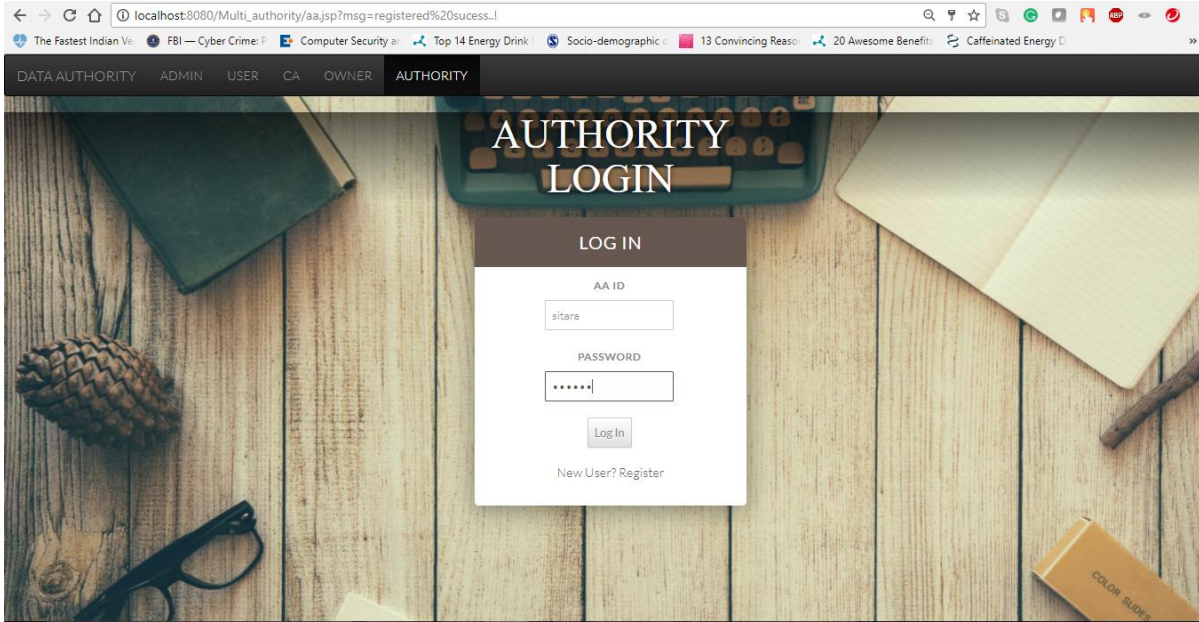 localhost:8080/Multi_authority/aa.jsp?msg=registered%20sucess..!
The Fastest Indian Ve FBI — Cyber Crime: F Computer Security an Top 14 Energy Drink Socio-demographic c 13 Convincing Reaso 20 Awesome Benefits Caffeinated Energy D »
DATA AUTHORITY ADMIN USER CA OWNER AUTHORITY
AUTHORITY
LOGIN
LOG IN
AA ID
sitara
PASSWORD
••••••
Log In
New User? Register
COLOR SLIDES
ABP